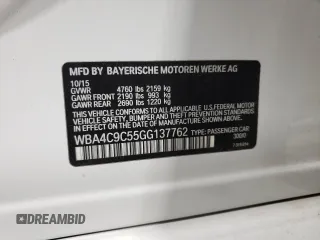 MFD BY BAYERISCHE MOTOREN WERKE AG
10/15
GVWR 4760 lbs 2159 kg
GAWR FRONT 2190 lbs 993 kg
GAWR REAR 2690 lbs 1220 kg
THIS VEHICLE CONFORMS TO ALL APPLICABLE U.S. FEDERAL MOTOR
VEHICLE SAFETY, BUMPER, AND THEFT PREVENTION STANDARDS
IN EFFECT ON THE DATE OF MANUFACTURE SHOWN ABOVE.
WBA4C9C55GG137762 TYPE: PASSENGER CAR
DREAMBID